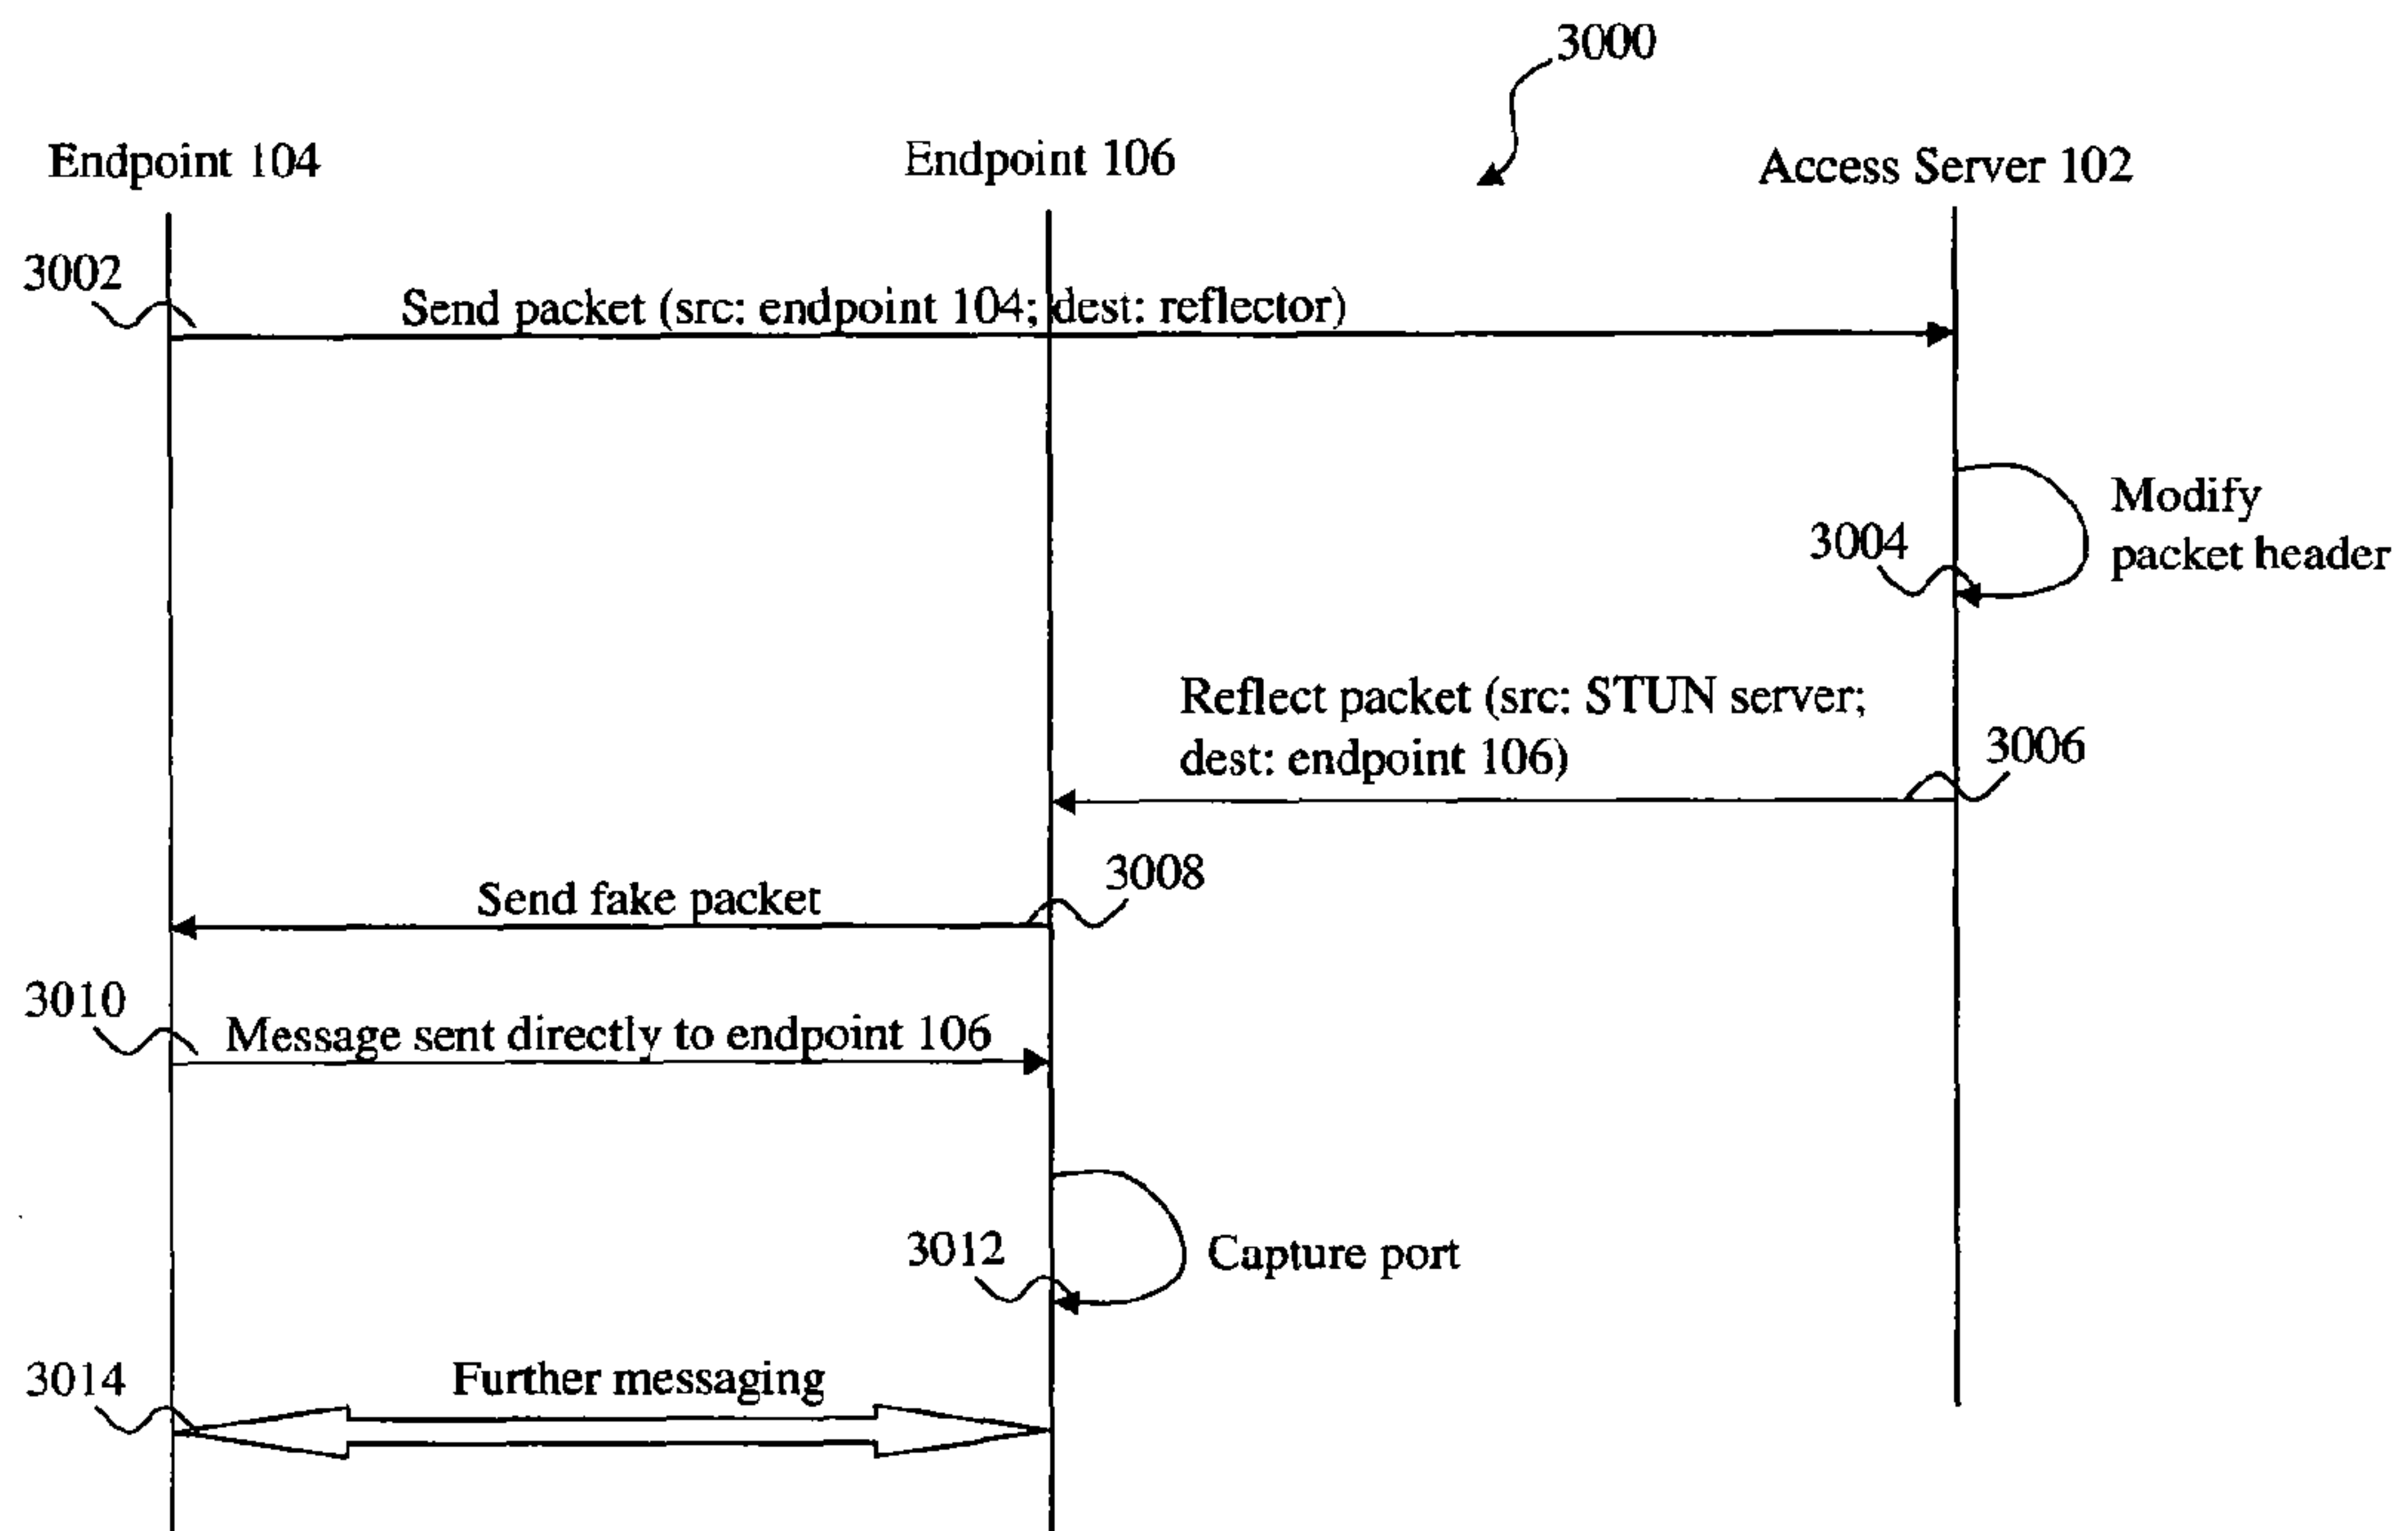 3000
Endpoint 104
Endpoint 106
Access Server 102
3002
Send packet (src: endpoint 104; dest: reflector)
Modify
packet header
3004
Reflect packet (src: STUN server;
dest: endpoint 106)
3006
3008
Send fake packet
3010
Message sent directly to endpoint 106
3012
Capture port
3014
Further messaging